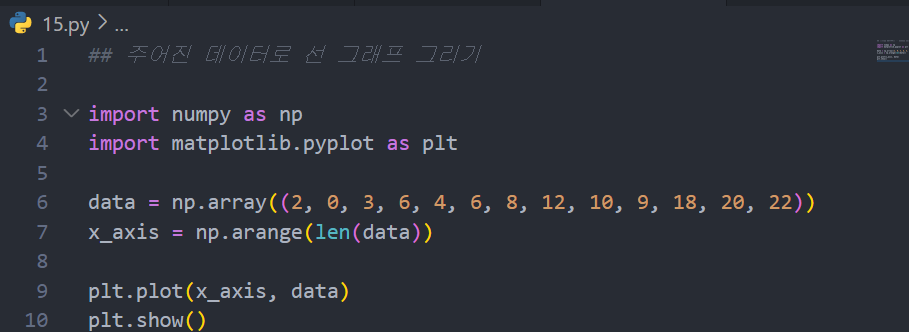 15.py > ...
1 ## 주어진 데이터로 선 그래프 그리기
2
3 import numpy as np
4 import matplotlib.pyplot as plt
5
6 data = np.array((2, 0, 3, 6, 4, 6, 8, 12, 10, 9, 18, 20, 22))
7 x_axis = np.arange(len(data))
8
9 plt.plot(x_axis, data)
10 plt.show()